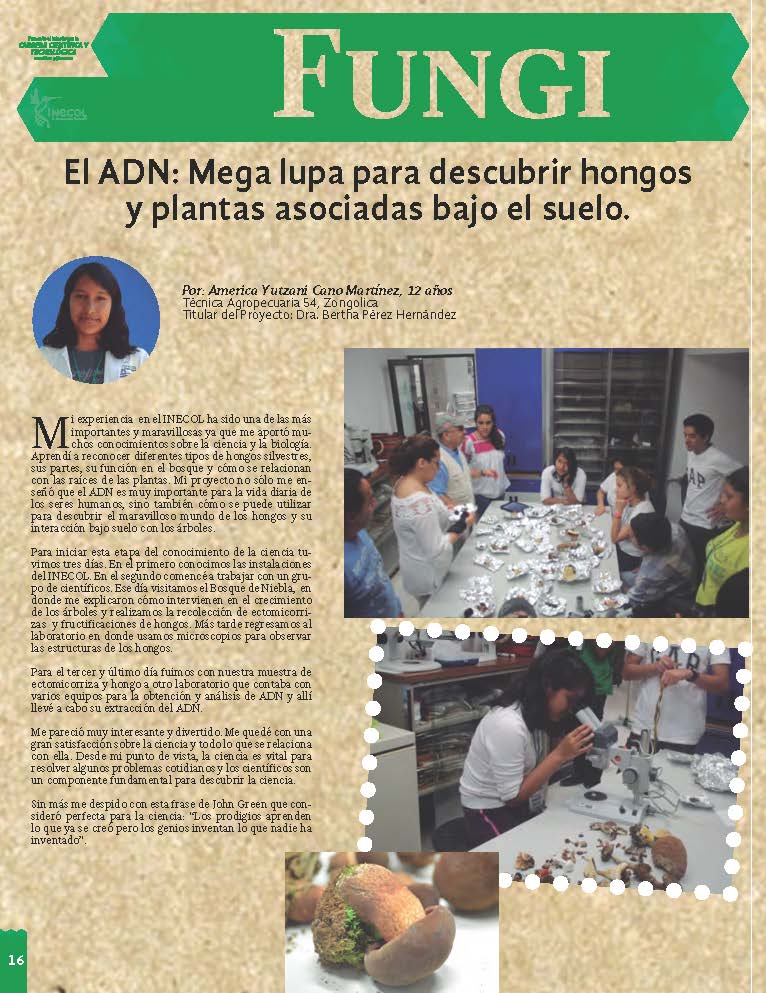 CARRERA CIENTÍFICA Y
TECNOLÓGICA
INECOL
FUNGI
El ADN: Mega lupa para descubrir hongos
y plantas asociadas bajo el suelo.
Por: America Yutzani Cano Martínez, 12 años
Técnica Agropecuaria 54, Zongolica
Titular del Proyecto: Dra. Bertha Pérez Hernández
Mi experiencia en el INECOL ha sido una de las más
importantes y maravillosas ya que me aportó mu-
chos conocimientos sobre la ciencia y la biología.
Aprendí a reconocer diferentes tipos de hongos silvestres,
sus partes, su función en el bosque y cómo se relacionan
con las raíces de las plantas. Mi proyecto no sólo me en-
señó que el ADN es muy importante para la vida diaria de
los seres humanos, sino también cómo se puede utilizar
para descubrir el maravilloso mundo de los hongos y su
interacción bajo suelo con los árboles.
Para iniciar esta etapa del conocimiento de la ciencia tu-
vimos tres días. En el primero conocimos las instalaciones
del INECOL. En el segundo comencé a trabajar con un gru-
po de científicos. Ese día visitamos el Bosque de Niebla, en
donde me explicaron cómo intervienen en el crecimiento
de los árboles y realizamos la recolección de ectomicorri-
zas y fructificaciones de hongos. Más tarde regresamos al
laboratorio en donde usamos microscopios para observar
las estructuras de los hongos.
Para el tercer y último día fuimos con nuestra muestra de
ectomicorriza y hongo a otro laboratorio que contaba con
varios equipos para la obtención y análisis de ADN y allí
llevé a cabo su extracción del ADN.
Me pareció muy interesante y divertido. Me quedé con una
gran satisfacción sobre la ciencia y todo lo que se relaciona
con ella. Desde mi punto de vista, la ciencia es vital para
resolver algunos problemas cotidianos y los científicos son
un componente fundamental para descubrir la ciencia.
Sin más me despido con esta frase de John Green que con-
sideró perfecta para la ciencia: "Los prodigios aprenden
lo que ya se creó pero los genios inventan lo que nadie ha
inventado".
GAP
16